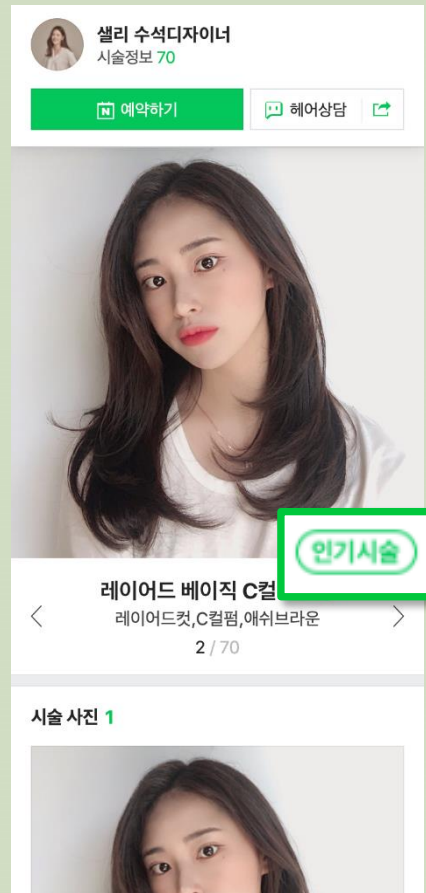 샐리 수석디자이너
시술정보 70
N 예약하기
헤어상담
인기시술
레이어드 베이직 C컬
레이어드컷,C컬펌,애쉬브라운
2 / 70
시술 사진 1